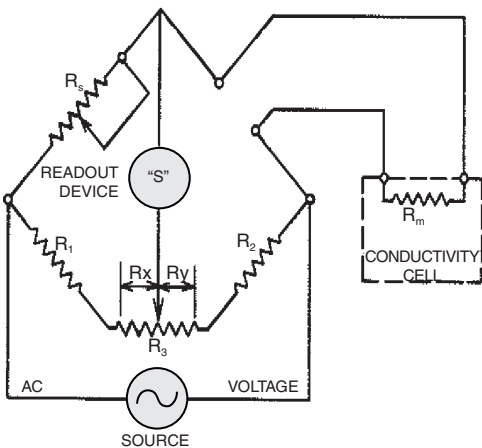 Rs
READOUT
DEVICE
"S"
Rm
CONDUCTIVITY
CELL
R1
R2
Rx
Ry
R3
AC
VOLTAGE
SOURCE